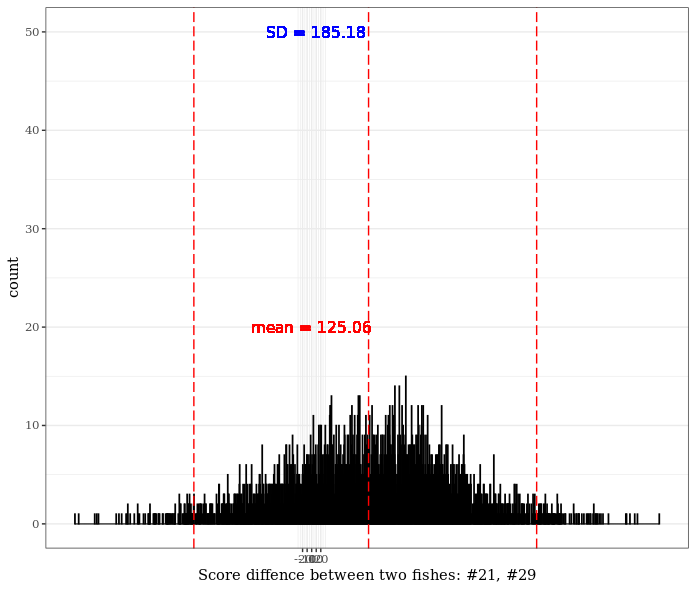 50
SD = 185.18
40
30
count
20
mean = 125.06
10
0
Score diffence between two fishes: #21, #29